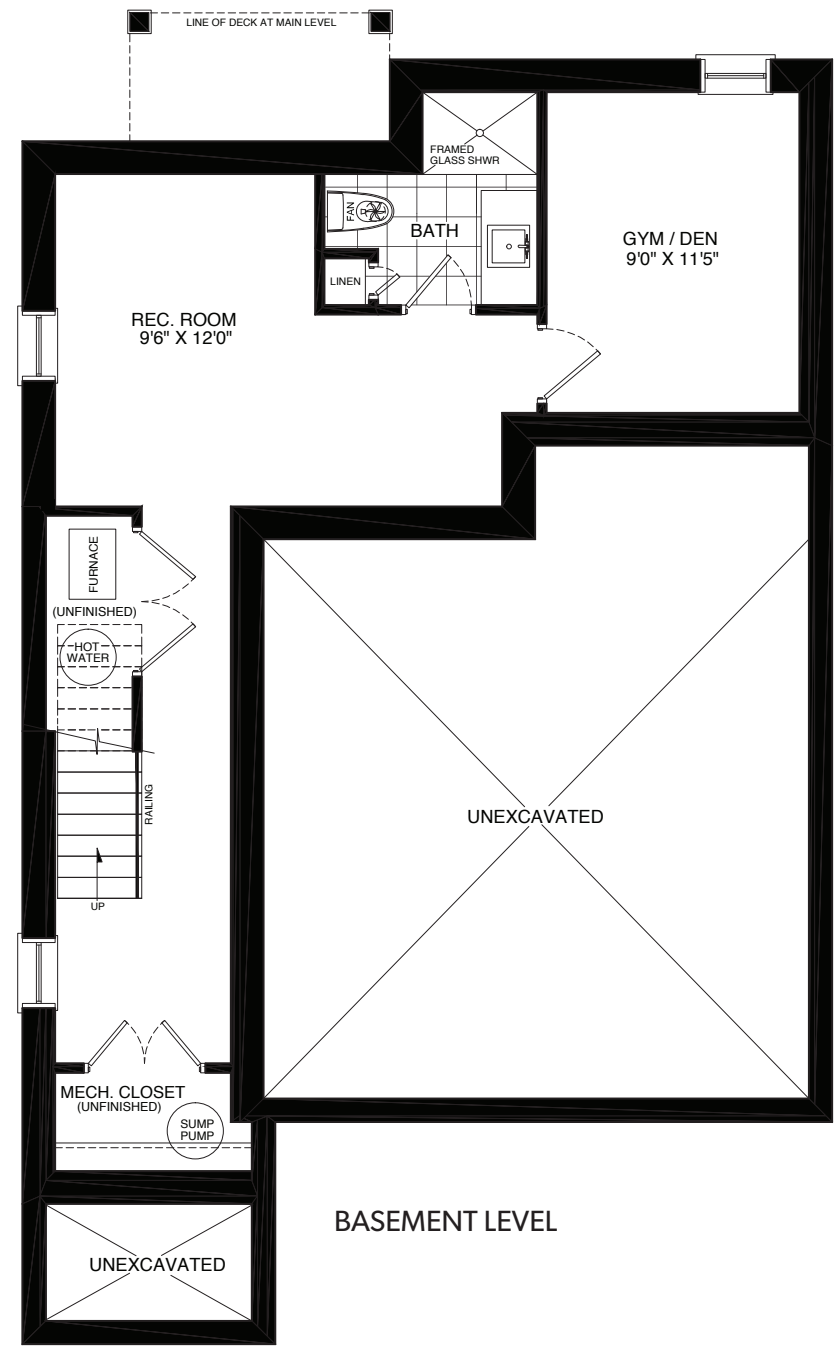 LINE OF DECK AT MAIN LEVEL
FRAMED
GLASS SHWR
FAN
BATH
LINEN
GYM / DEN
9'0" X 11'5"
REC. ROOM
9'6" X 12'0"
FURNACE
(UNFINISHED)
HOT
WATER
RAILING
UP
UNEXCAVATED
MECH. CLOSET
(UNFINISHED)
SUMP
PUMP
BASEMENT LEVEL
UNEXCAVATED